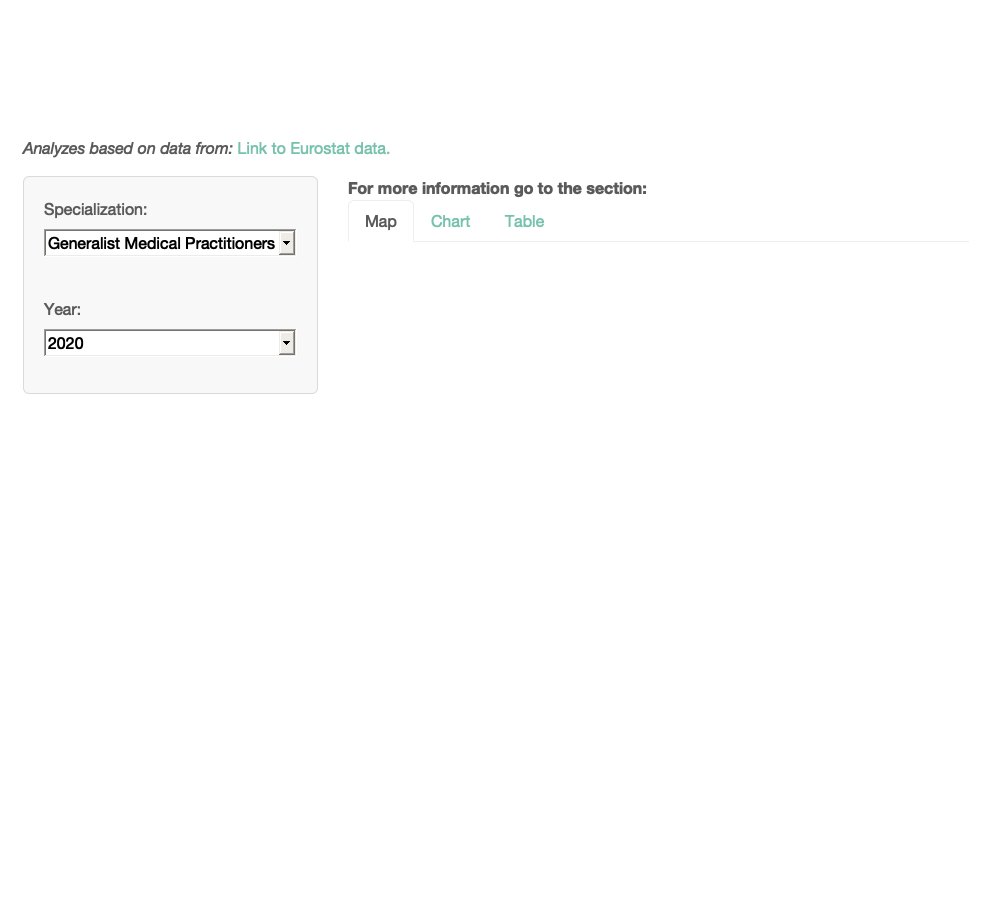 Analyzes based on data from: Link to Eurostat data.
Specialization:
Generalist Medical Practitioners
Year:
2020
For more information go to the section:
Map Chart Table